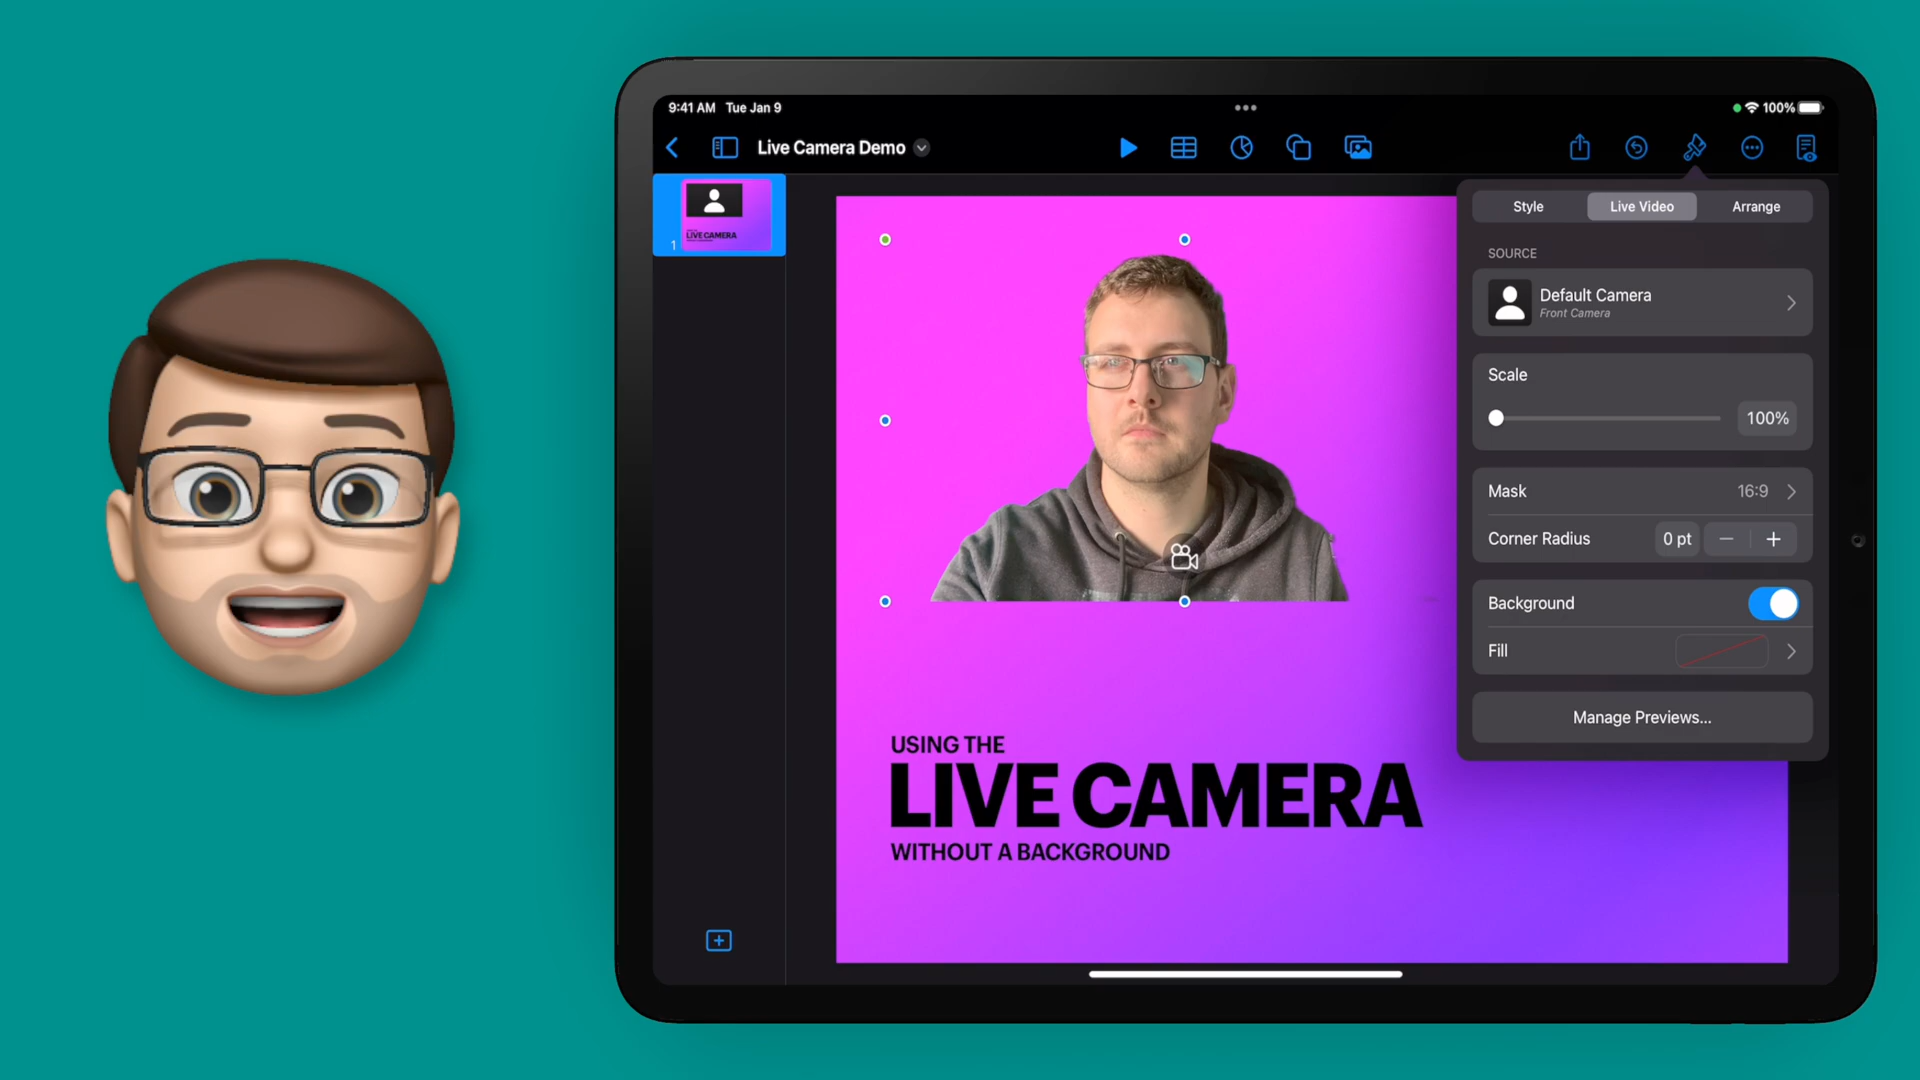 9:41 AM Tue Jan 9
100%
Live Camera Demo
LIVE CAMERA
1
Style
Live Video
Arrange
SOURCE
Default Camera
Front Camera
Scale
100%
Mask
16:9
Corner Radius
0 pt
Background
Fill
Manage Previews...
USING THE
LIVE CAMERA
WITHOUT A BACKGROUND